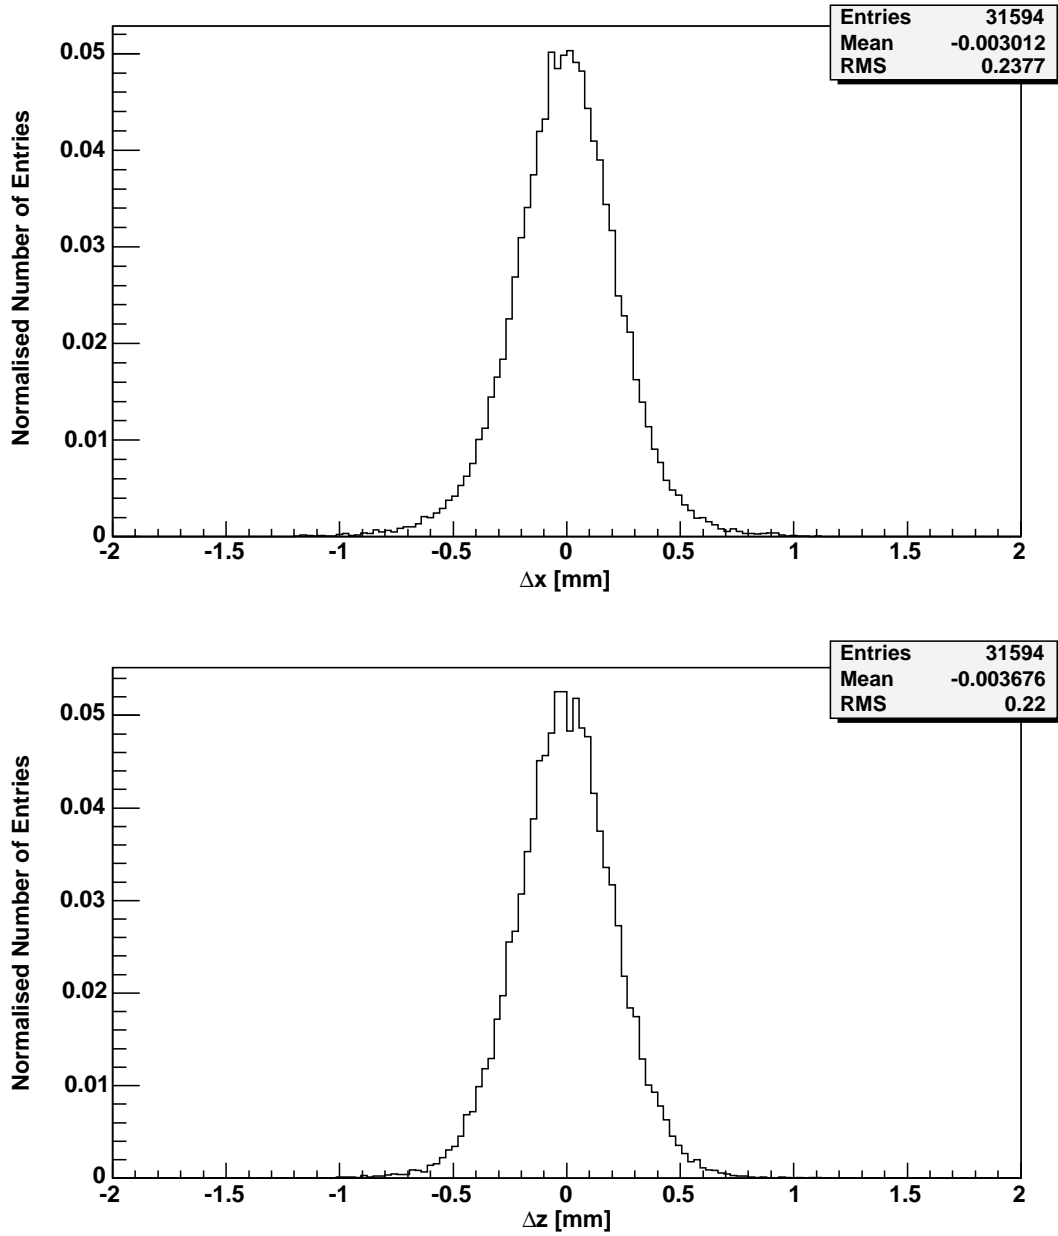 Entries 31594
Mean -0.003012
RMS 0.2377
Normalised Number of Entries
0.05
0.04
0.03
0.02
0.01
0
-2 -1.5 -1 -0.5 0 0.5 1 1.5 2
Δx [mm]
Entries 31594
Mean -0.003676
RMS 0.22
Normalised Number of Entries
0.05
0.04
0.03
0.02
0.01
0
-2 -1.5 -1 -0.5 0 0.5 1 1.5 2
Δz [mm]